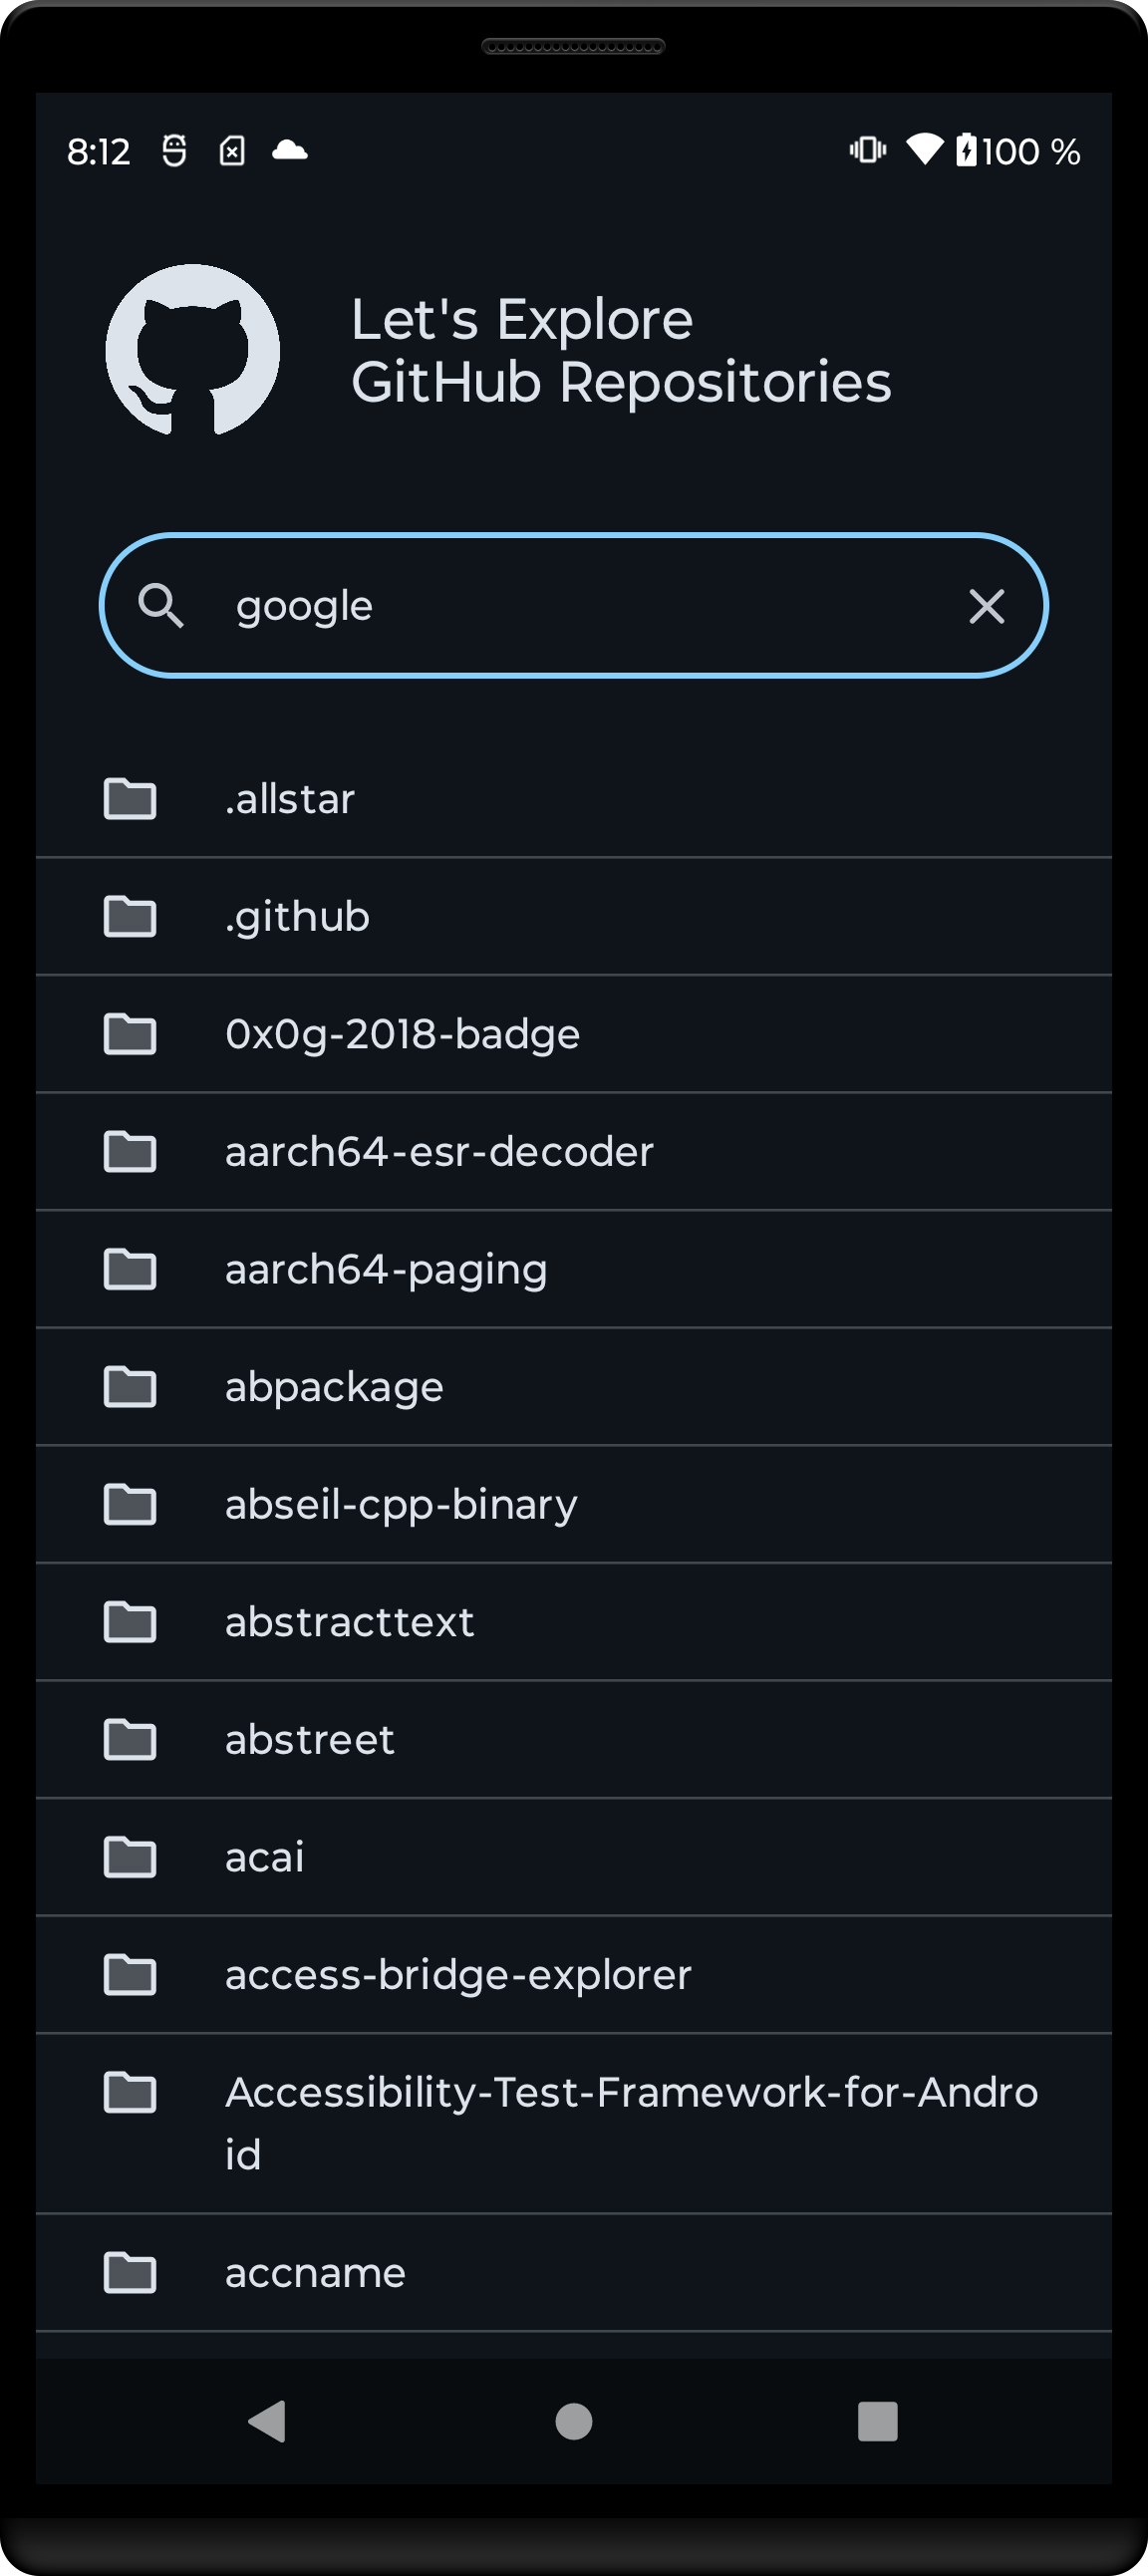 8:12
100 %
Let's Explore
GitHub Repositories
google
.allstar
.github
0x0g-2018-badge
aarch64-esr-decoder
aarch64-paging
abpackage
abseil-cpp-binary
abstracttext
abstreet
acai
access-bridge-explorer
Accessibility-Test-Framework-for-Andro
id
accname